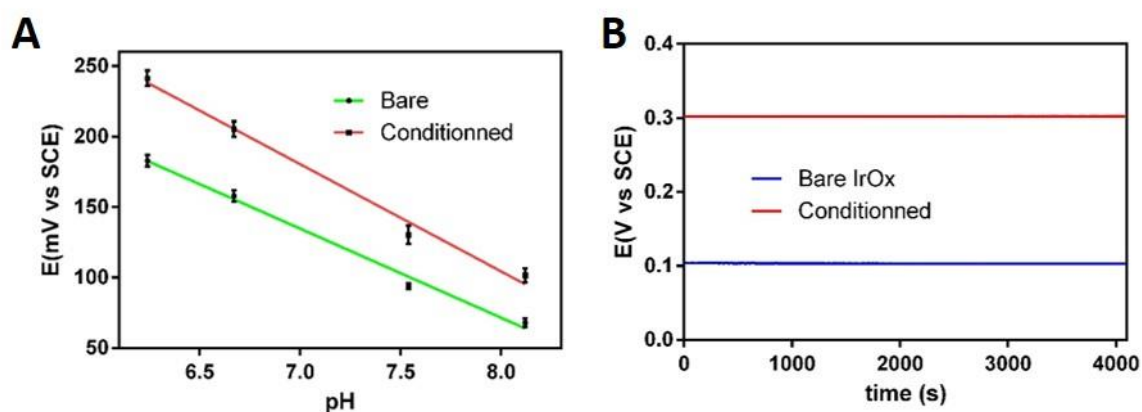 A
E(mV vs SCE)
250
200
150
100
50
6.5
7.0
7.5
8.0
pH
Bare
Conditionned
B
E(V vs SCE)
0.4
0.3
0.2
0.1
0.0
0
1000
2000
3000
4000
time (s)
Bare IrOx
Conditionned